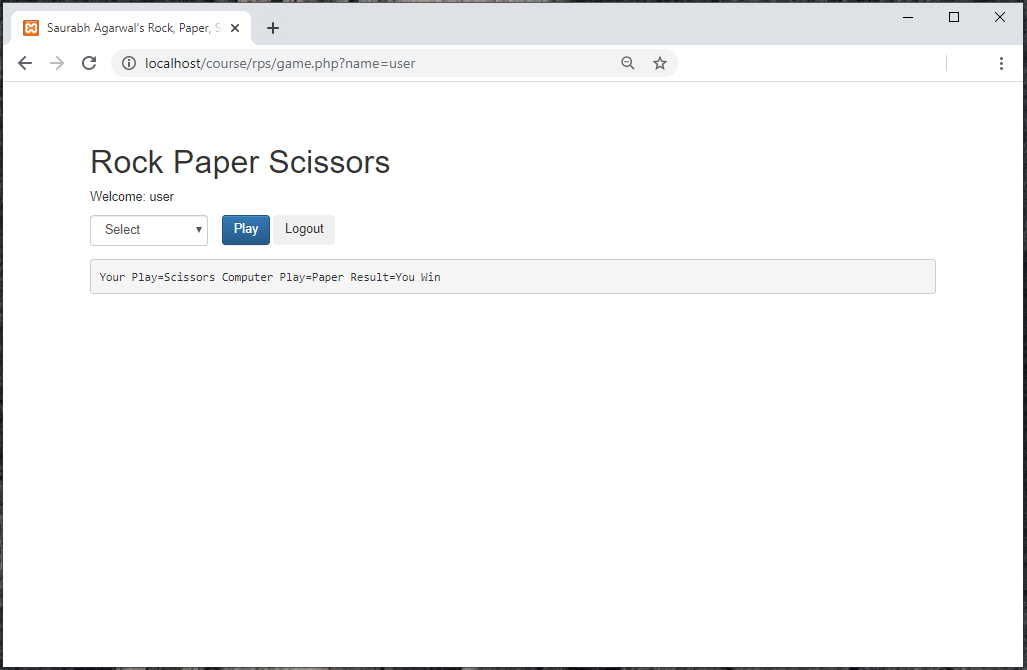 Saurabh Agarwal's Rock, Paper, S
localhost/course/rps/game.php?name=user
Rock Paper Scissors
Welcome: user
Select Play Logout
Your Play=Scissors Computer Play=Paper Result=You Win